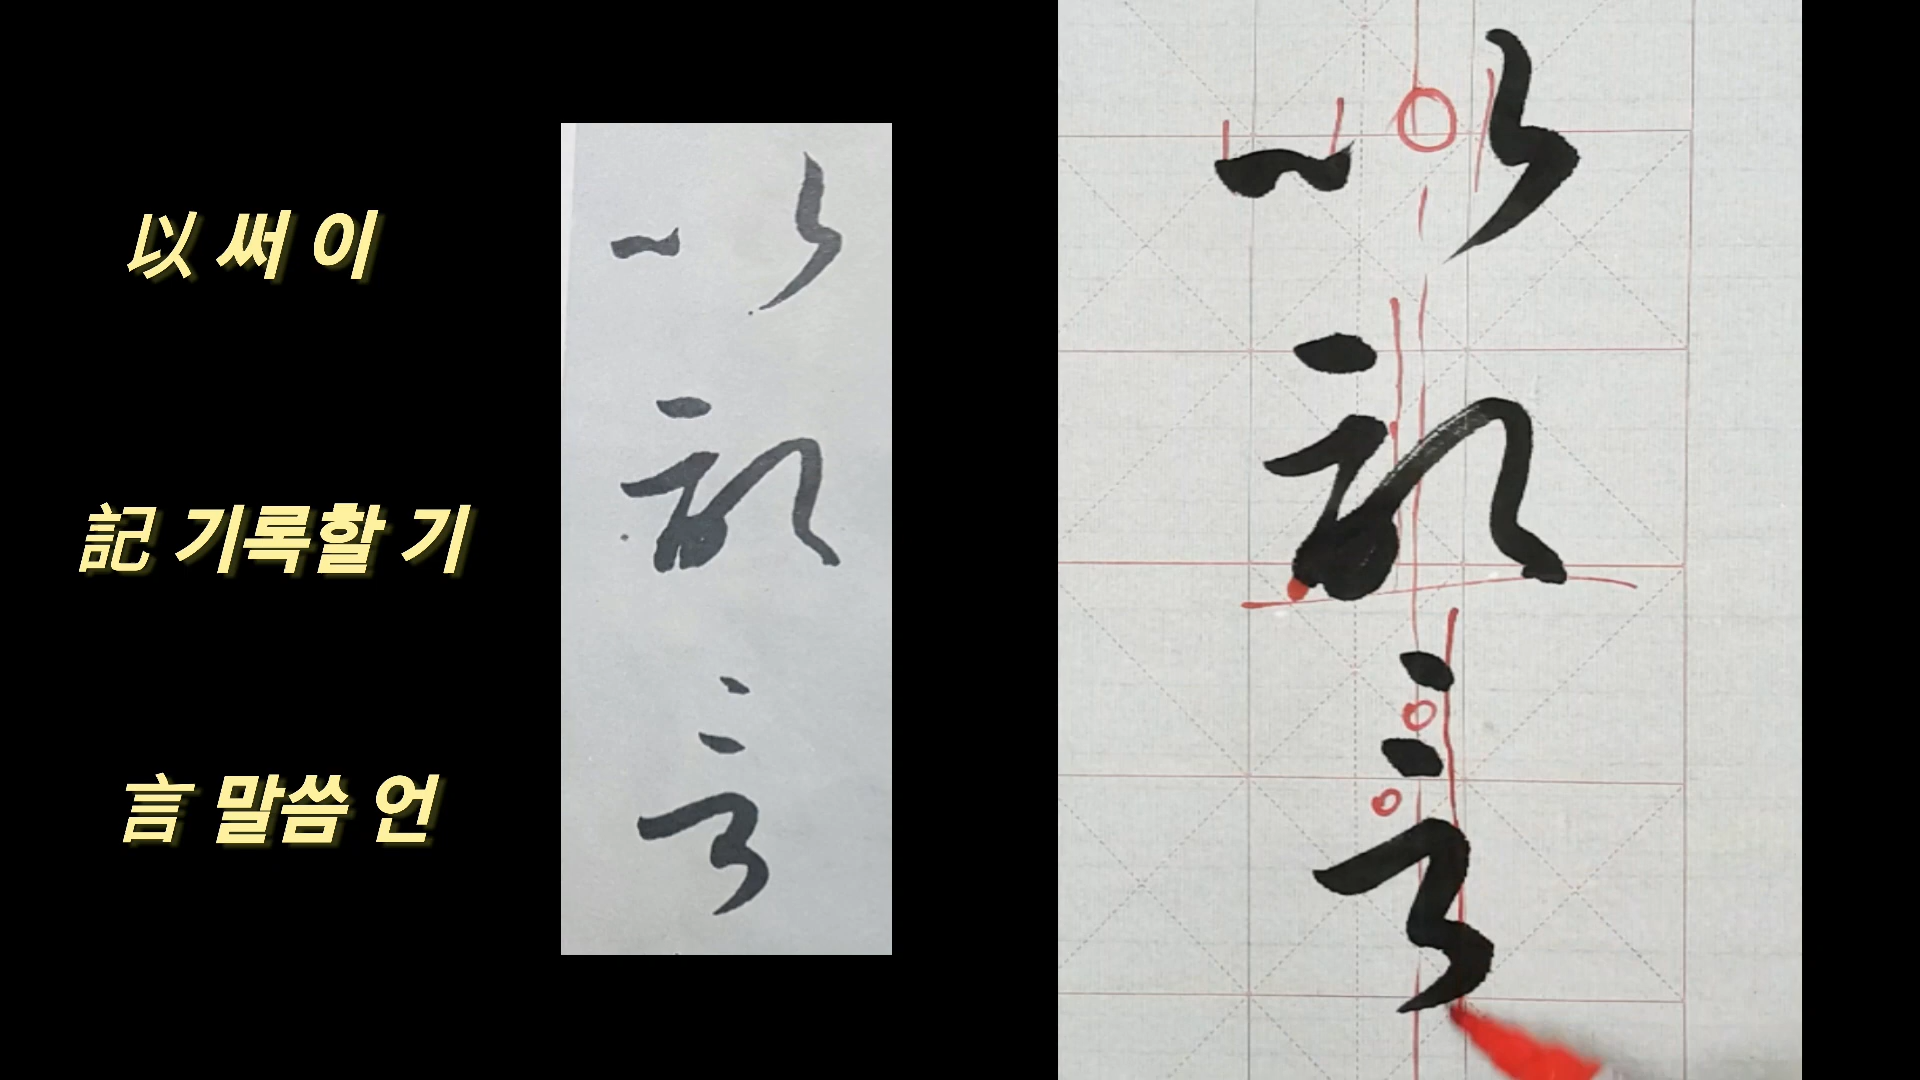 以 써 이
記 기록할 기
言 말씀 언
以
記
言
以
記
言